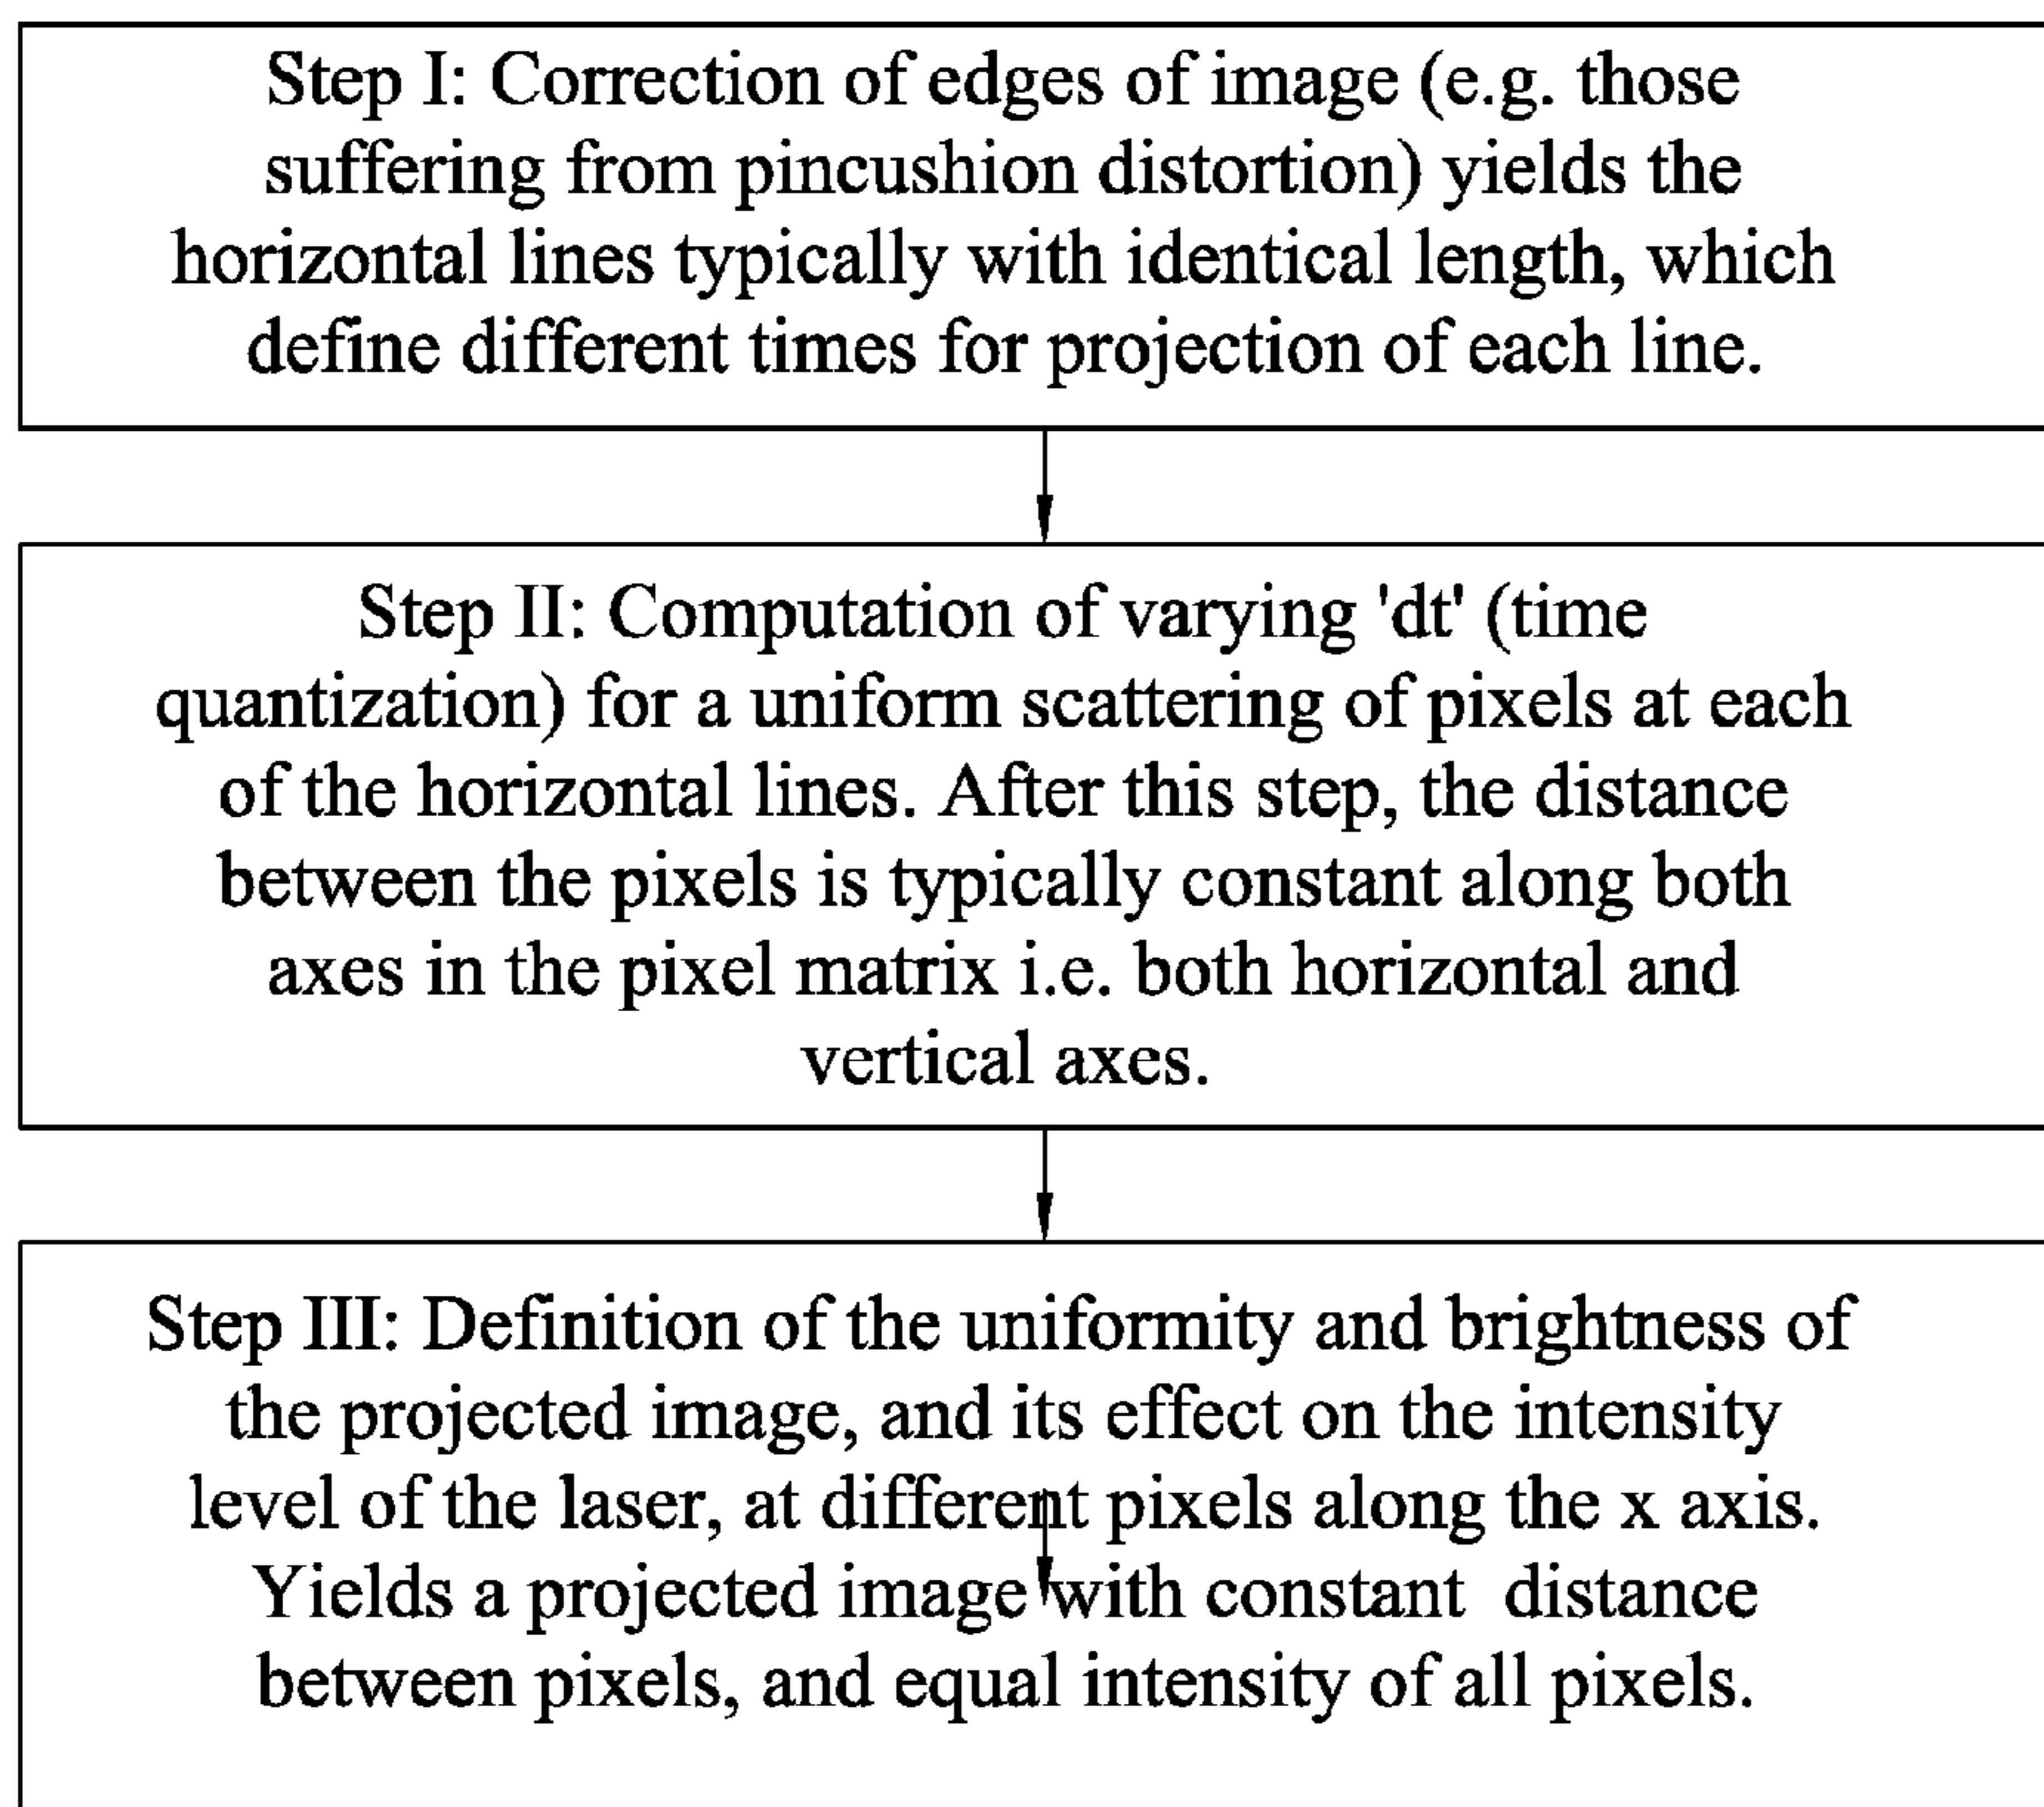 Step I: Correction of edges of image (e.g. those
suffering from pincushion distortion) yields the
horizontal lines typically with identical length, which
define different times for projection of each line.
Step II: Computation of varying 'dt' (time
quantization) for a uniform scattering of pixels at each
of the horizontal lines. After this step, the distance
between the pixels is typically constant along both
axes in the pixel matrix i.e. both horizontal and
vertical axes.
Step III: Definition of the uniformity and brightness of
the projected image, and its effect on the intensity
level of the laser, at different pixels along the x axis.
Yields a projected image with constant distance
between pixels, and equal intensity of all pixels.